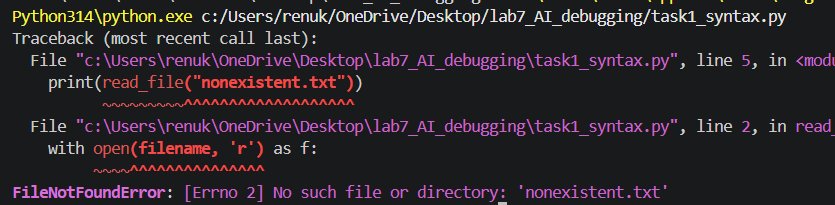 Python314\python.exe c:/Users/renuk/OneDrive/Desktop/lab7_AI_debugging/task1_syntax.py
Traceback (most recent call last):
  File "c:\Users\renuk\OneDrive\Desktop\lab7_AI_debugging\task1_syntax.py", line 5, in <modu
    print(read_file("nonexistent.txt"))
          ~~~~~~~~~^^^^^^^^^^^^^^^^^^^
  File "c:\Users\renuk\OneDrive\Desktop\lab7_AI_debugging\task1_syntax.py", line 2, in read_
    with open(filename, 'r') as f:
         ~~~~^^^^^^^^^^^^^^^
FileNotFoundError: [Errno 2] No such file or directory: 'nonexistent.txt'